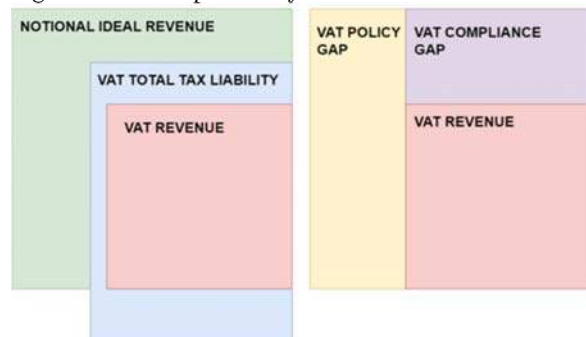 NOTIONAL IDEAL REVENUE
VAT TOTAL TAX LIABILITY
VAT REVENUE
VAT POLICY
GAP
VAT COMPLIANCE
GAP
VAT REVENUE